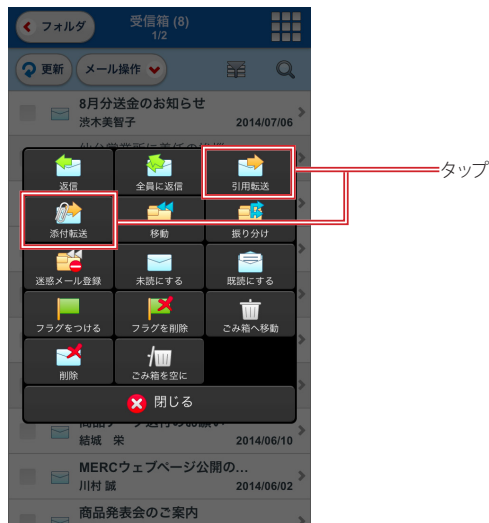 フォルダ
受信箱 (8)
1/2
更新
メール操作
8月分送金のお知らせ
渋木美智子
2014/07/06
返信
全員に返信
引用転送
タップ
添付転送
移動
振り分け
迷惑メール登録
未読にする
既読にする
フラグをつける
フラグを削除
ごみ箱へ移動
削除
ごみ箱を空に
閉じる
結城 栄
2014/06/10
MERCウェブページ公開の...
川村 誠
2014/06/02
商品発表会のご案内